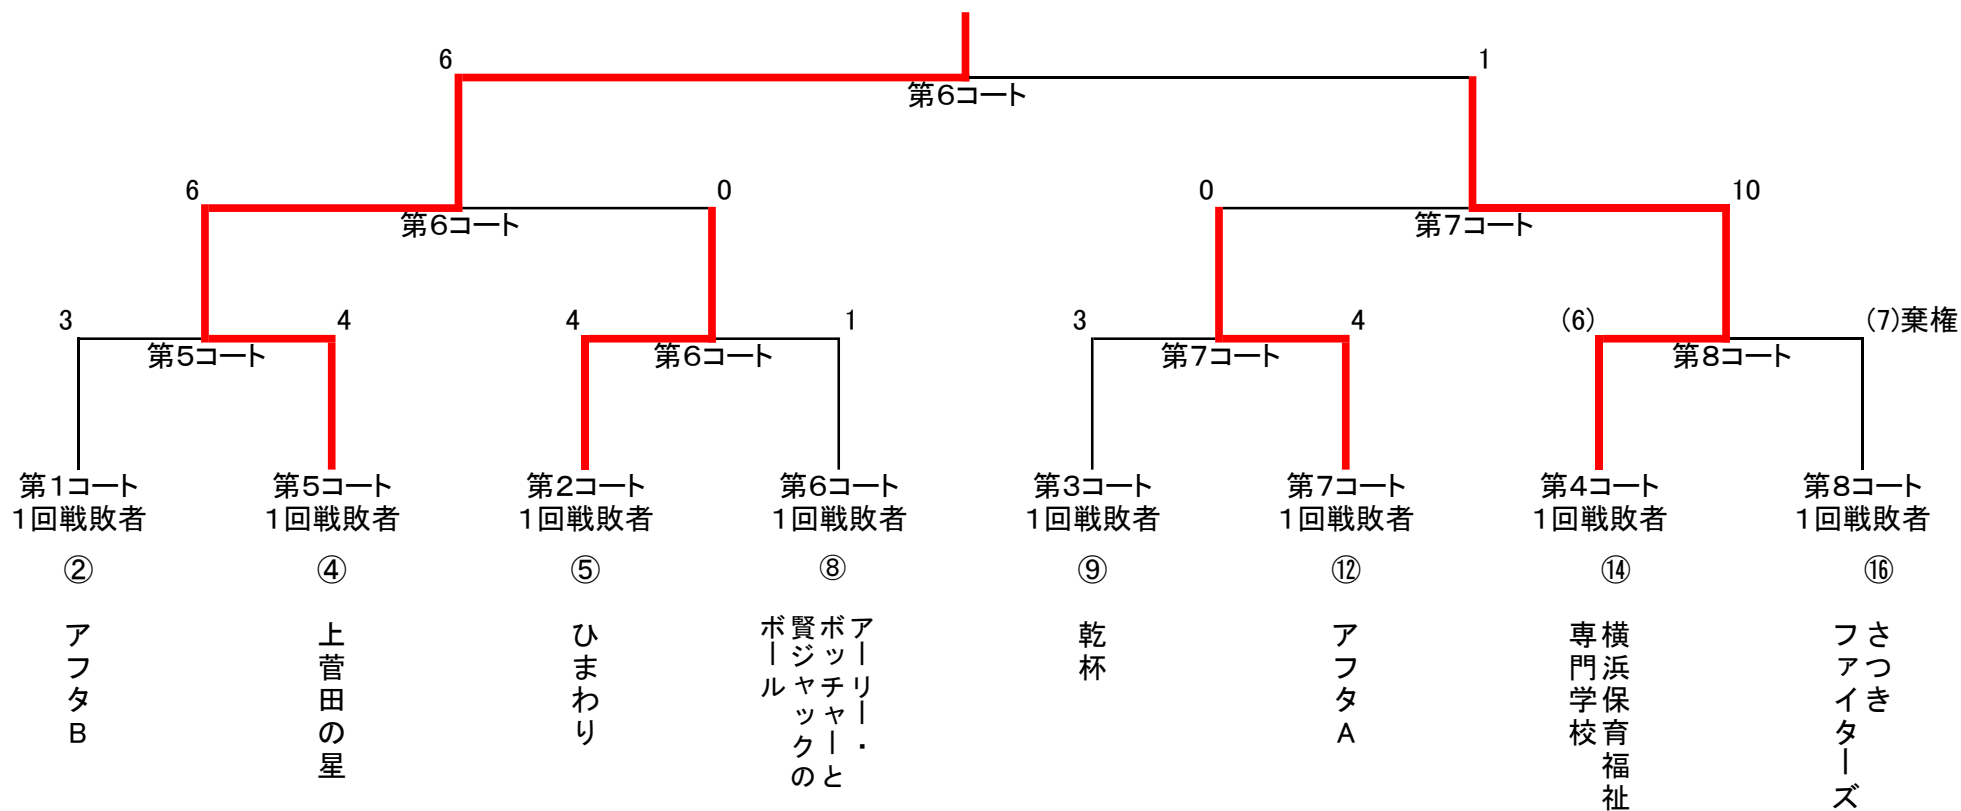 6
1
第6コート
6
0
0
10
第6コート
第7コート
3
4
4
1
3
4
(6)
(7)棄権
第5コート
第6コート
第7コート
第8コート
第1コート
1回戦敗者
第5コート
1回戦敗者
第2コート
1回戦敗者
第6コート
1回戦敗者
第3コート
1回戦敗者
第7コート
1回戦敗者
第4コート
1回戦敗者
第8コート
1回戦敗者
②
④
⑤
⑧
⑨
⑫
⑭
⑯
アフタB
上菅田の星
ひまわり
アーリー・
ボッチャーと
賢ジャックの
ボール
乾杯
アフタA
横浜保育福祉
専門学校
さつき
ファイターズ